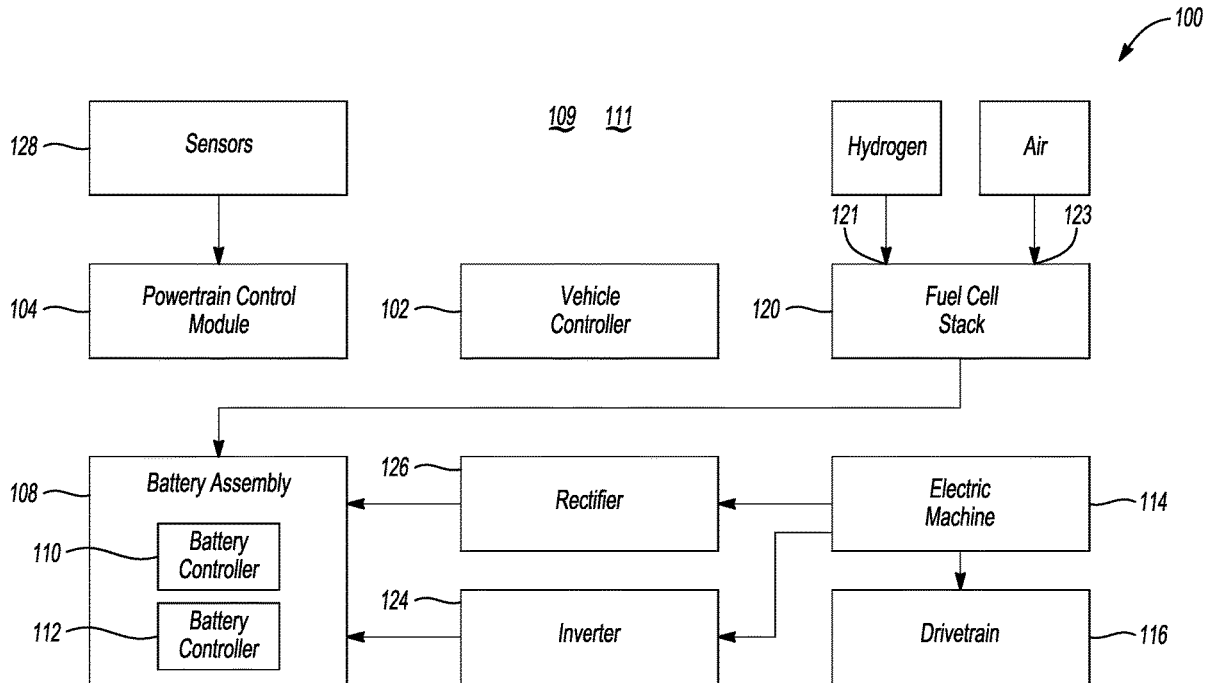 100
128
Sensors
109
111
Hydrogen
Air
121
123
104
Powertrain Control
Module
102
Vehicle
Controller
120
Fuel Cell
Stack
108
Battery Assembly
126
Rectifier
Electric
Machine
114
110
Battery
Controller
112
Battery
Controller
124
Inverter
Drivetrain
116